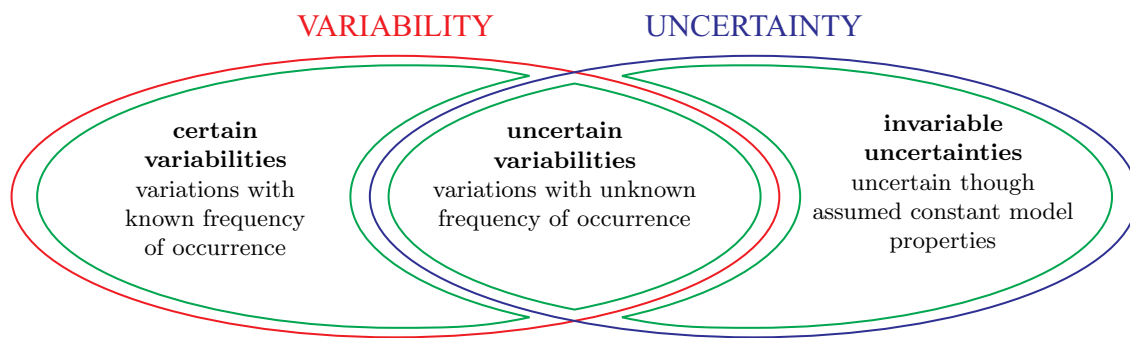 VARIABILITY
UNCERTAINTY
certain
variabilities
variations with
known frequency
of occurrence
uncertain
variabilities
variations with unknown
frequency of occurrence
invariable
uncertainties
uncertain though
assumed constant model
properties